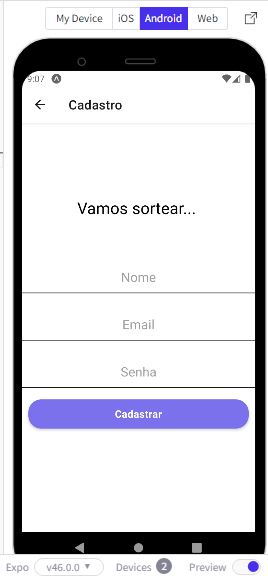 My Device iOS Android Web
9:07
Cadastro
Vamos sortear...
Nome
Email
Senha
Cadastrar
Expo v46.0.0 Devices 2 Preview